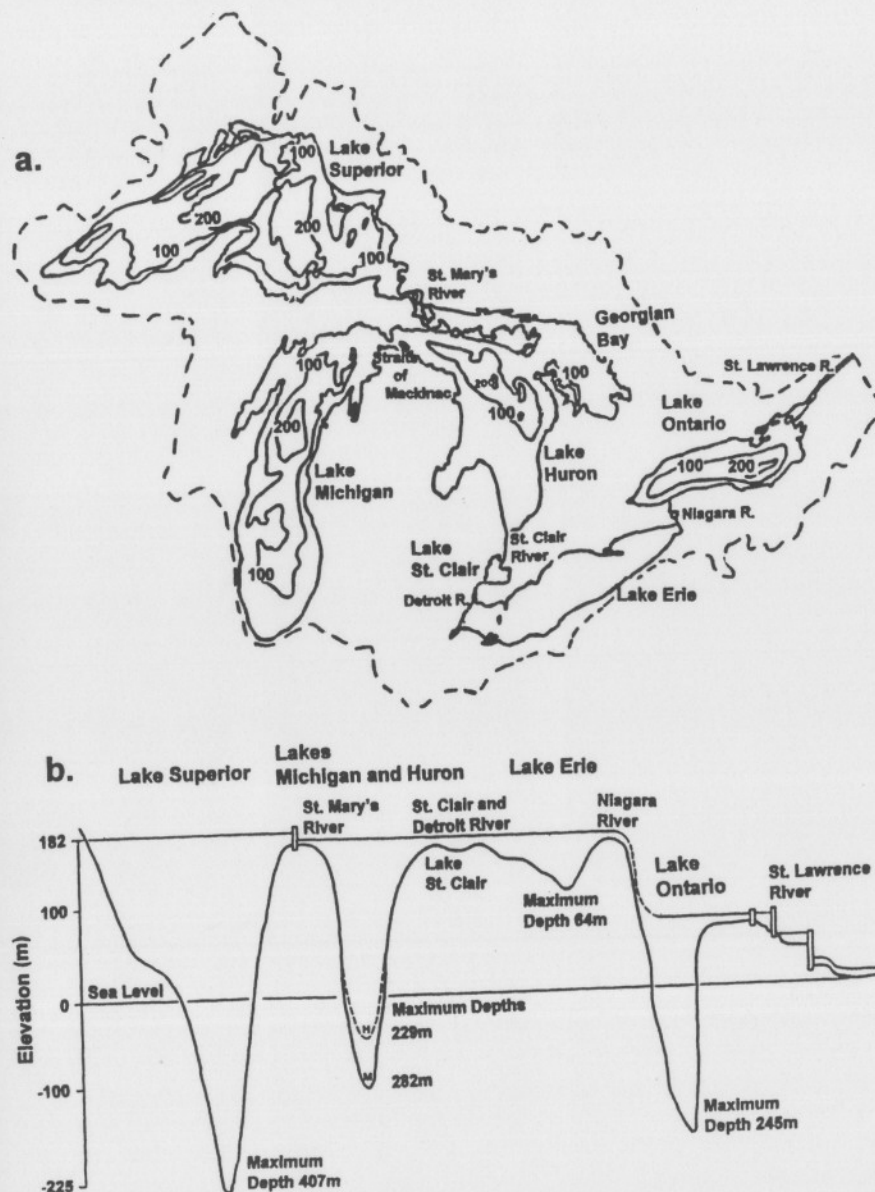 a.
100
Lake
Superior
200
200
100
100
St. Mary's
River
Georgian
Bay
St. Lawrence R.
100
Straits
of
Mackinac
200
100
100
Lake
Ontario
200
100
200
Lake
Michigan
Lake
Huron
Niagara R.
St. Clair
River
Lake
St. Clair
100
Detroit R.
Lake Erie
b.
Lake Superior
Lakes
Michigan and Huron
Lake Erie
St. Mary's
River
St. Clair and
Detroit River
Niagara
River
182
Lake
St. Clair
Lake
Ontario
St. Lawrence
River
100
Maximum
Depth 64m
Elevation (m)
Sea Level
0
Maximum Depths
H
229m
M
282m
-100
Maximum
Depth 245m
Maximum
Depth 407m
-225